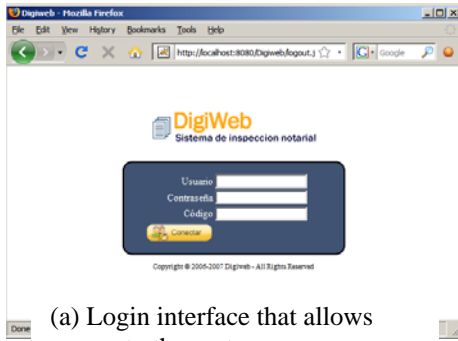 Digiweb - Mozilla Firefox
File Edit View History Bookmarks Tools Help
http://localhost:8080/Digiweb/logout.j
G Google
DigiWeb
Sistema de inspeccion notarial
Usuario
Contraseña
Código
Conectar
Copyright © 2006-2007 Digiweb - All Rights Reserved
Done
(a) Login interface that allows